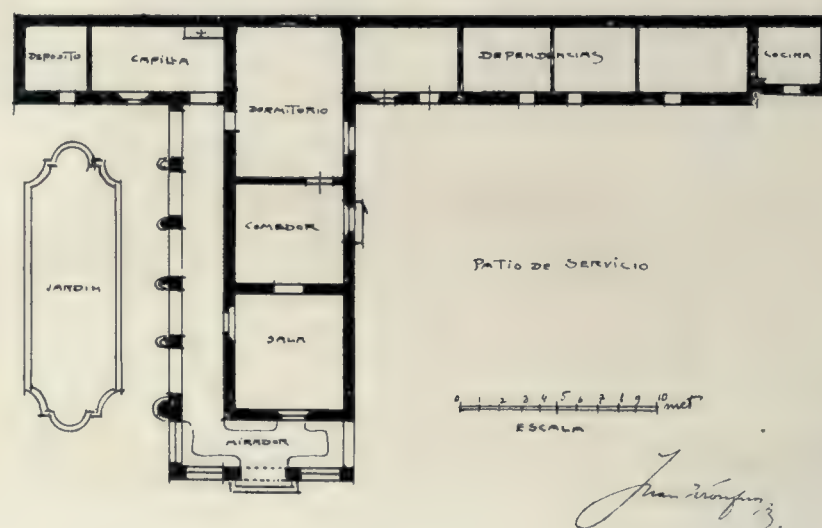 DEPOSITO
CAPILLA
DORMITORIO
DEPENDENCIAS
COCINA
COMEDOR
JARDIN
SALA
PATIO DE SERVICIO
0 1 2 3 4 5 6 7 8 9 10 met
ESCALA
MIRADOR
Juan